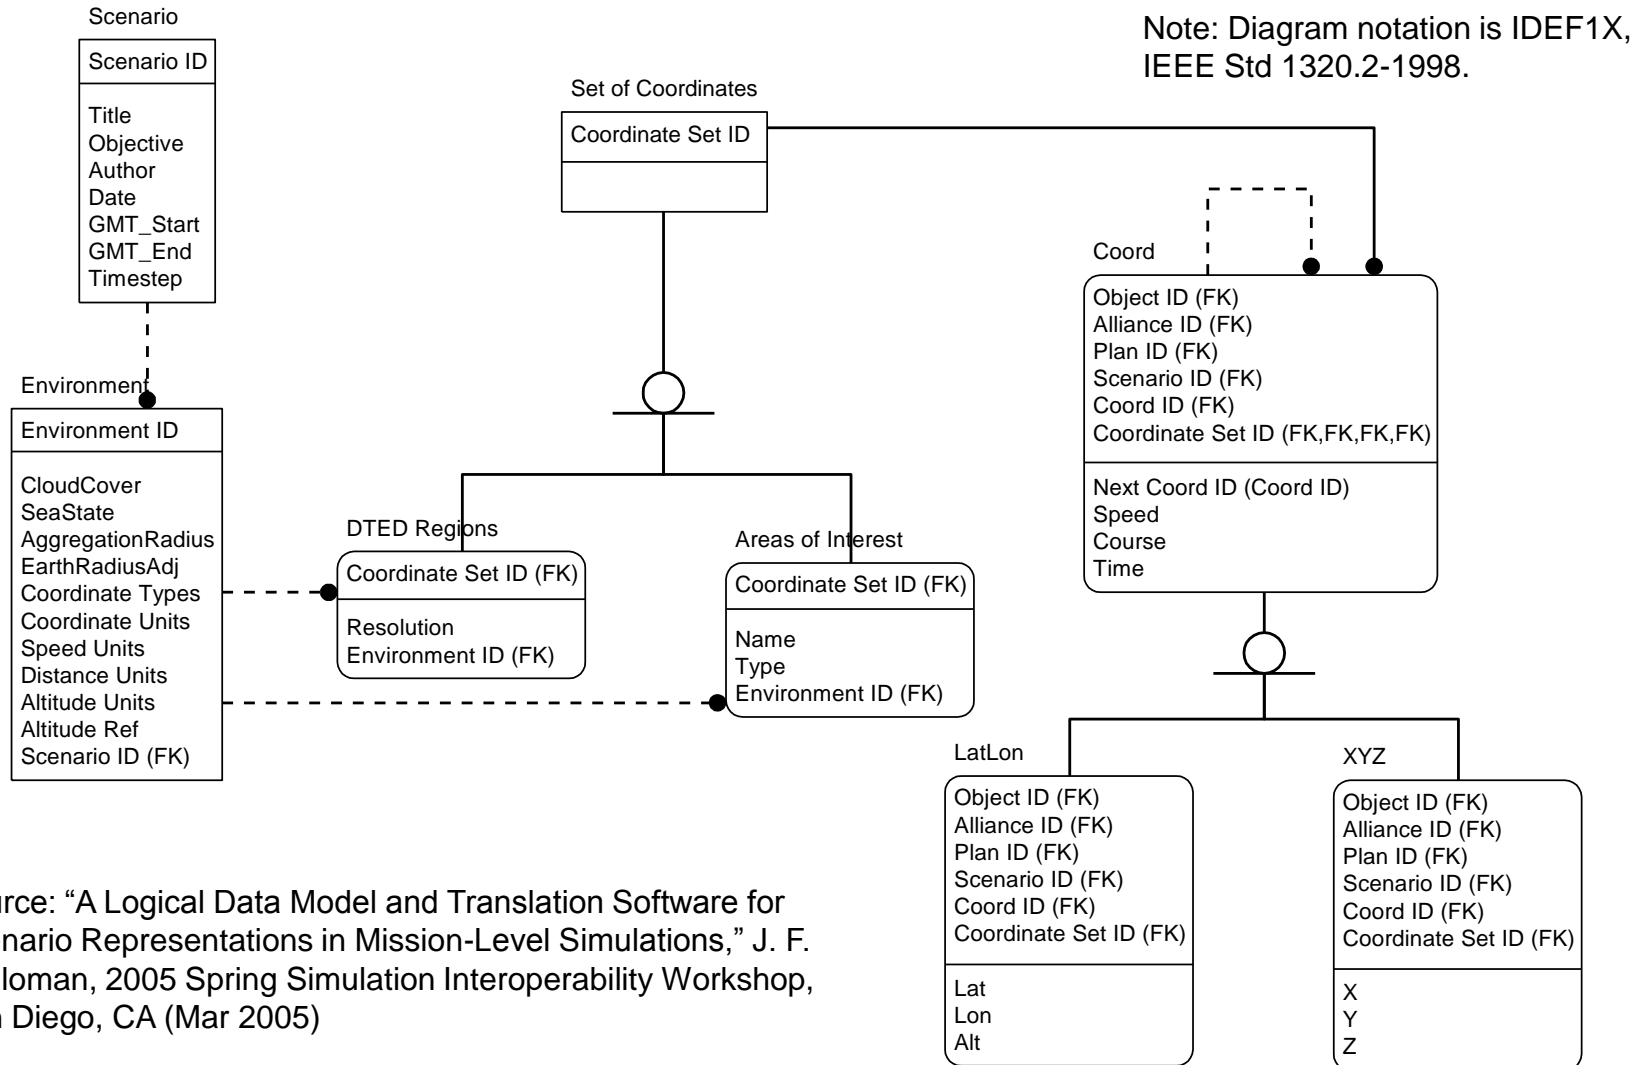 Note: Diagram notation is IDEF1X,
IEEE Std 1320.2-1998.
Scenario
Scenario ID
Title
Objective
Author
Date
GMT_Start
GMT_End
Timestep
Set of Coordinates
Coordinate Set ID
Coord
Object ID (FK)
Alliance ID (FK)
Plan ID (FK)
Scenario ID (FK)
Coord ID (FK)
Coordinate Set ID (FK,FK,FK,FK)
Next Coord ID (Coord ID)
Speed
Course
Time
Environment
Environment ID
CloudCover
SeaState
AggregationRadius
EarthRadiusAdj
Coordinate Types
Coordinate Units
Speed Units
Distance Units
Altitude Units
Altitude Ref
Scenario ID (FK)
DTED Regions
Coordinate Set ID (FK)
Resolution
Environment ID (FK)
Areas of Interest
Coordinate Set ID (FK)
Name
Type
Environment ID (FK)
LatLon
Object ID (FK)
Alliance ID (FK)
Plan ID (FK)
Scenario ID (FK)
Coord ID (FK)
Coordinate Set ID (FK)
Lat
Lon
Alt
XYZ
Object ID (FK)
Alliance ID (FK)
Plan ID (FK)
Scenario ID (FK)
Coord ID (FK)
Coordinate Set ID (FK)
X
Y
Z
“A Logical Data Model and Translation Software for
Representations in Mission-Level Simulations,” J. F.
2005 Spring Simulation Interoperability Workshop,
Diego, CA (Mar 2005)